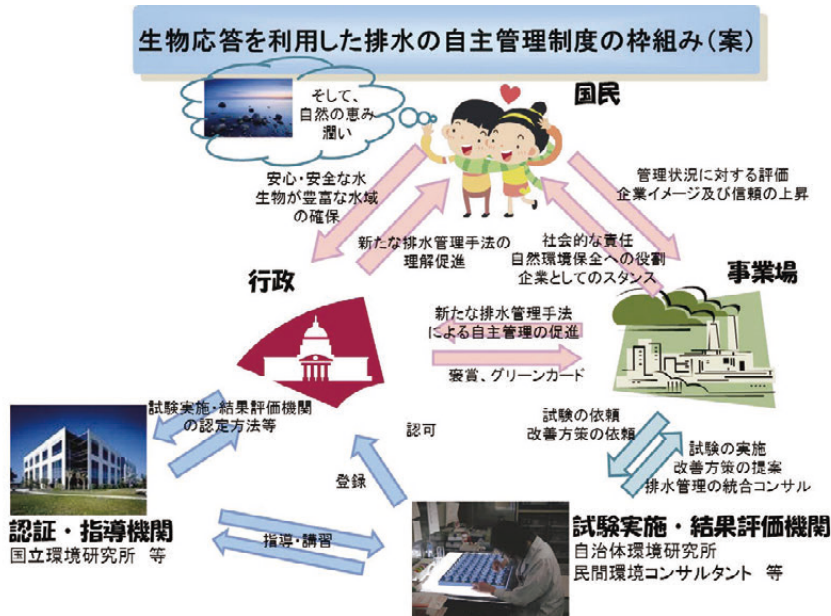 生物応答を利用した排水の自主管理制度の枠組み(案)
そして、
自然の恵み
潤い
国民
安心・安全な水
生物が豊富な水域
の確保
新たな排水管理手法の
理解促進
管理状況に対する評価
企業イメージ及び信頼の上昇
社会的な責任
自然環境保全への役割
企業としてのスタンス
行政
事業場
新たな排水管理手法
による自主管理の促進
褒賞、グリーンカード
試験実施・結果評価機関
の認定方法等
認可
登録
試験の依頼
改善方策の依頼
試験の実施
改善方策の提案
排水管理の統合コンサル
認証・指導機関
国立環境研究所 等
指導・講習
試験実施・結果評価機関
自治体環境研究所
民間環境コンサルタント 等